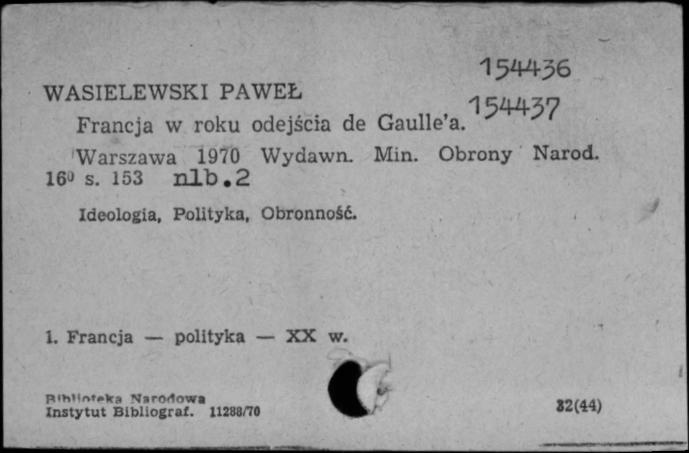 154436
WASIELEWSKI PAWEŁ
154437
Francja w roku odejścia de Gaulle'a.
Warszawa 1970 Wydawn. Min. Obrony Narod.
16⁰ s. 153 nlb.2
Ideologia, Polityka, Obronność.
1. Francja — polityka — XX w.
Biblioteka Narodowa
Instytut Bibliograf. 11288/70
32(44)